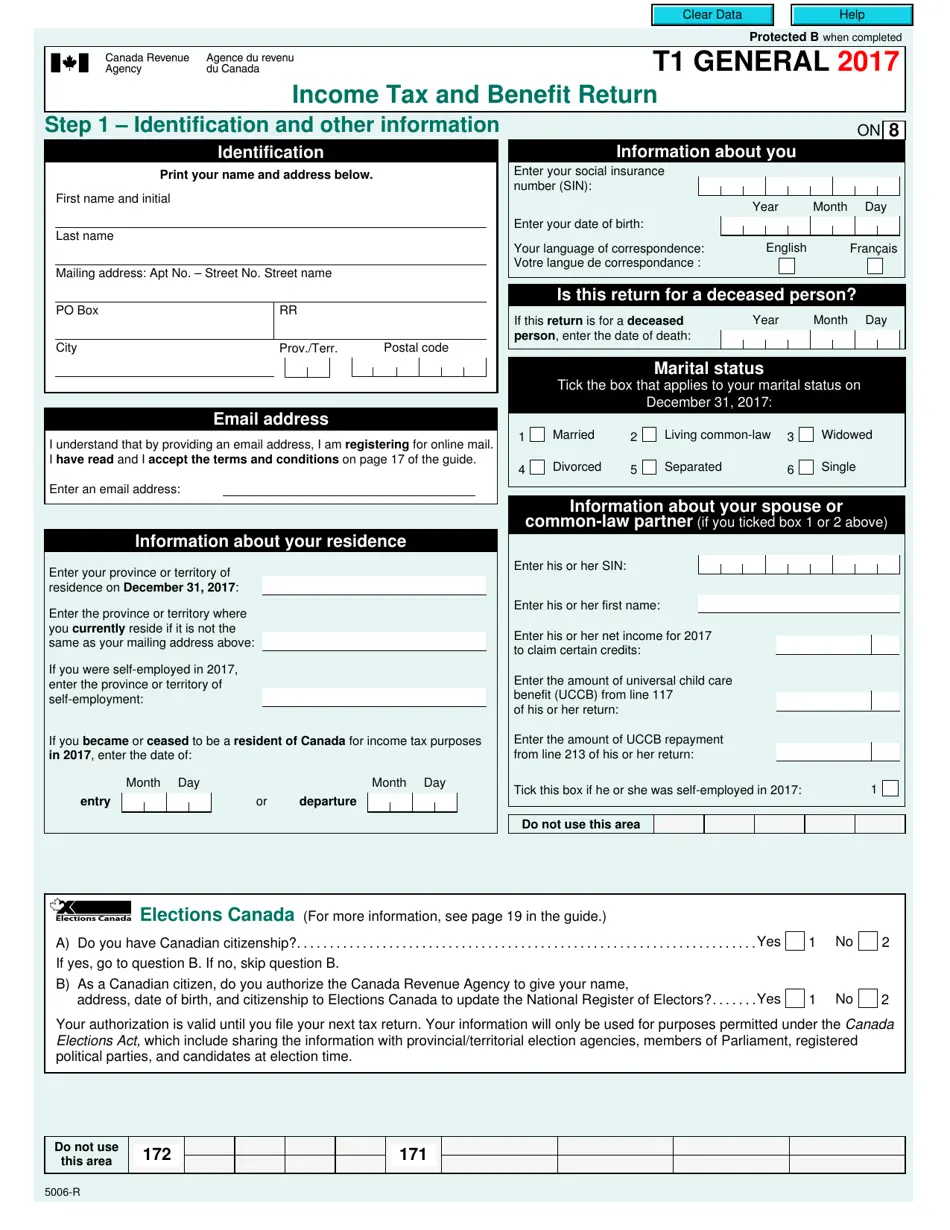 Clear Data
Help
Protected B when completed
Canada Revenue
Agency
Agence du revenu
du Canada
T1 GENERAL 2017
Income Tax and Benefit Return
Step 1 – Identification and other information
ON 8
Identification
Print your name and address below.
First name and initial
Last name
Mailing address: Apt No. – Street No. Street name
PO Box
RR
City
Prov./Terr.
Postal code
Email address
I understand that by providing an email address, I am registering for online mail.
I have read and I accept the terms and conditions on page 17 of the guide.
Enter an email address:
Information about your residence
Enter your province or territory of
residence on December 31, 2017:
Enter the province or territory where
you currently reside if it is not the
same as your mailing address above:
If you were self-employed in 2017,
enter the province or territory of
self-employment:
If you became or ceased to be a resident of Canada for income tax purposes
in 2017, enter the date of:
Month Day
Month Day
entry
or departure
Information about you
Enter your social insurance
number (SIN):
Year Month Day
Enter your date of birth:
Your language of correspondence:
Votre langue de correspondance :
English
Français
Is this return for a deceased person?
If this return is for a deceased
person, enter the date of death:
Year Month Day
Marital status
Tick the box that applies to your marital status on
December 31, 2017:
1 Married 2 Living common-law 3 Widowed
4 Divorced 5 Separated 6 Single
Information about your spouse or
common-law partner (if you ticked box 1 or 2 above)
Enter his or her SIN:
Enter his or her first name:
Enter his or her net income for 2017
to claim certain credits:
Enter the amount of universal child care
benefit (UCCB) from line 117
of his or her return:
Enter the amount of UCCB repayment
from line 213 of his or her return:
Tick this box if he or she was self-employed in 2017: 1
Do not use this area
Elections Canada
Elections Canada (For more information, see page 19 in the guide.)
A) Do you have Canadian citizenship?. . . . . . . . . . . . . . . . . . . . . . . . . . . . . . . . . . . . . . . . . . . . . . . . . . . . . . . . . . . . . . . . . . . . . . Yes 1 No 2
If yes, go to question B. If no, skip question B.
B) As a Canadian citizen, do you authorize the Canada Revenue Agency to give your name,
address, date of birth, and citizenship to Elections Canada to update the National Register of Electors?. . . . . . . Yes 1 No 2
Your authorization is valid until you file your next tax return. Your information will only be used for purposes permitted under the Canada
Elections Act, which include sharing the information with provincial/territorial election agencies, members of Parliament, registered
political parties, and candidates at election time.
Do not use
this area
172
171
5006-R